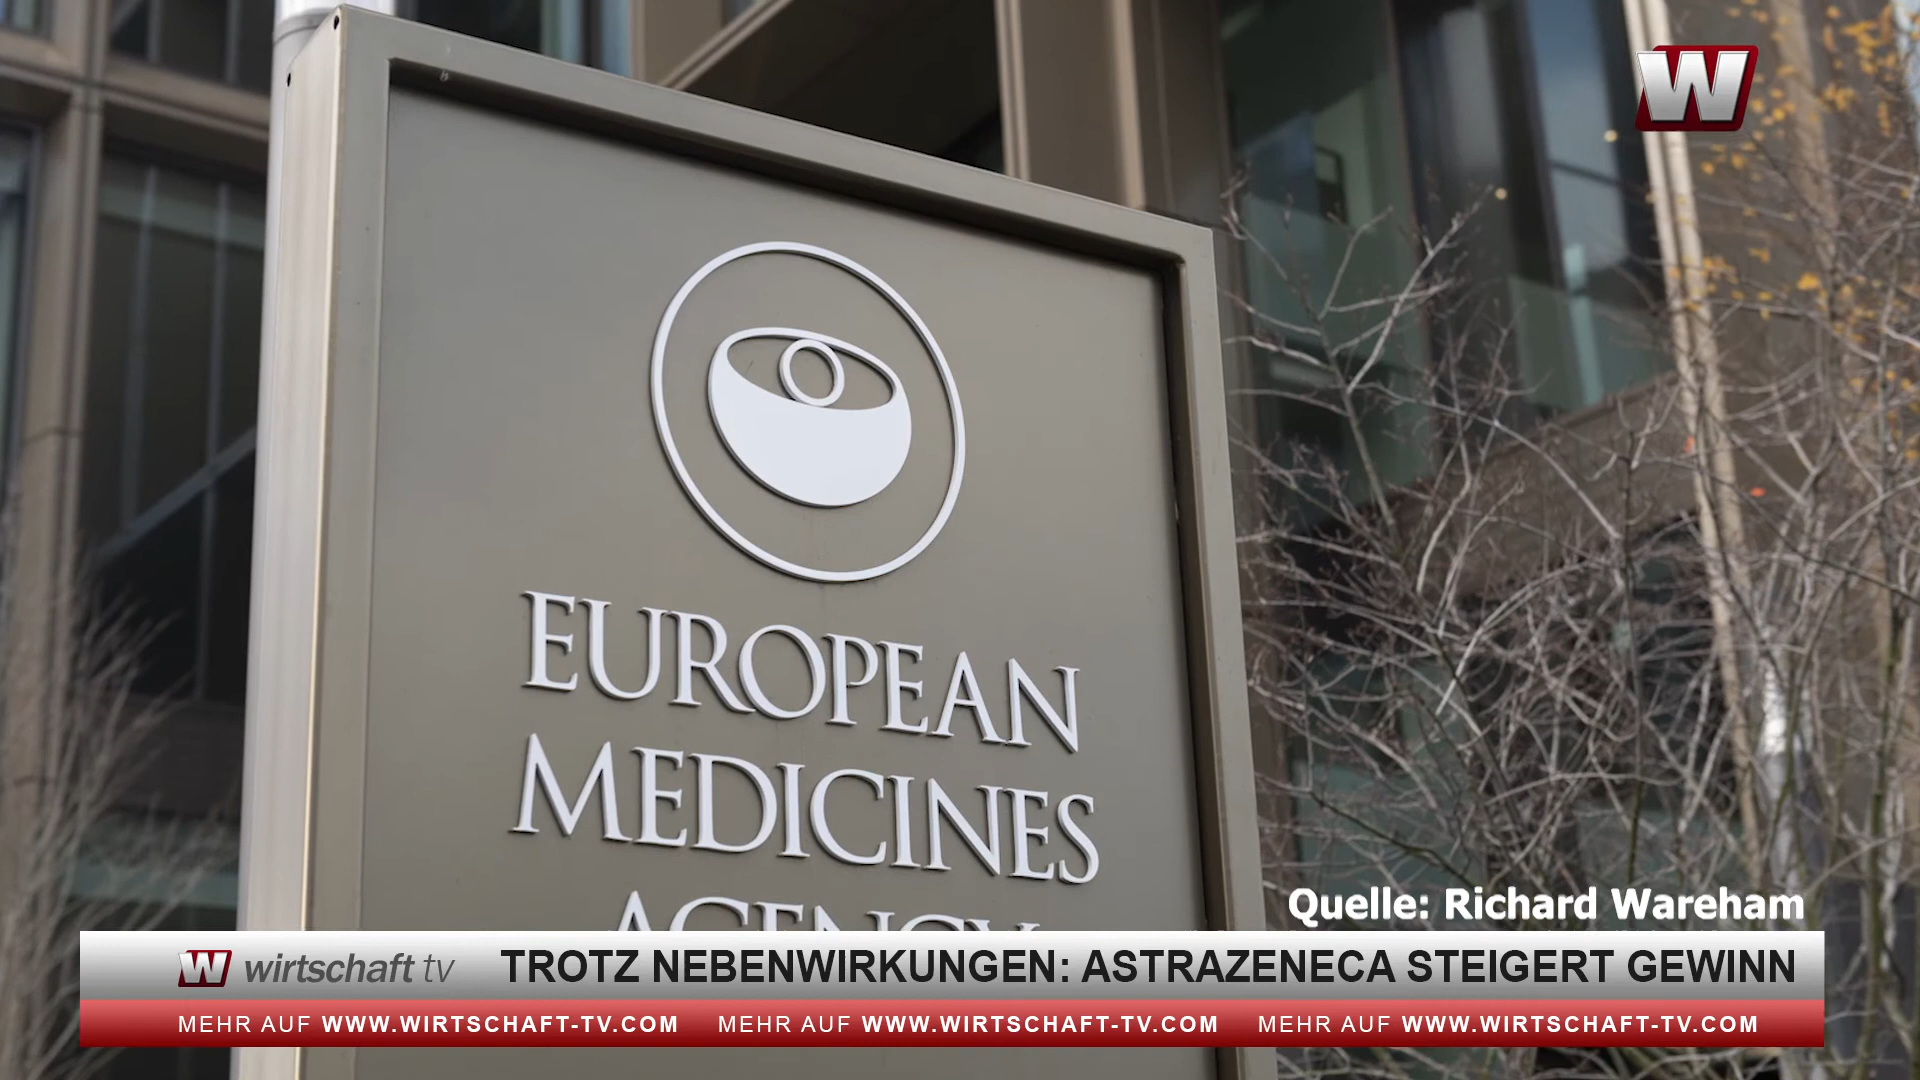 W
EUROPEAN
MEDICINES
AGENCY
Quelle: Richard Wareham
W wirtschaft tv TROTZ NEBENWIRKUNGEN: ASTRAZENECA STEIGERT GEWINN
MEHR AUF WWW.WIRTSCHAFT-TV.COM MEHR AUF WWW.WIRTSCHAFT-TV.COM MEHR AUF WWW.WIRTSCHAFT-TV.COM